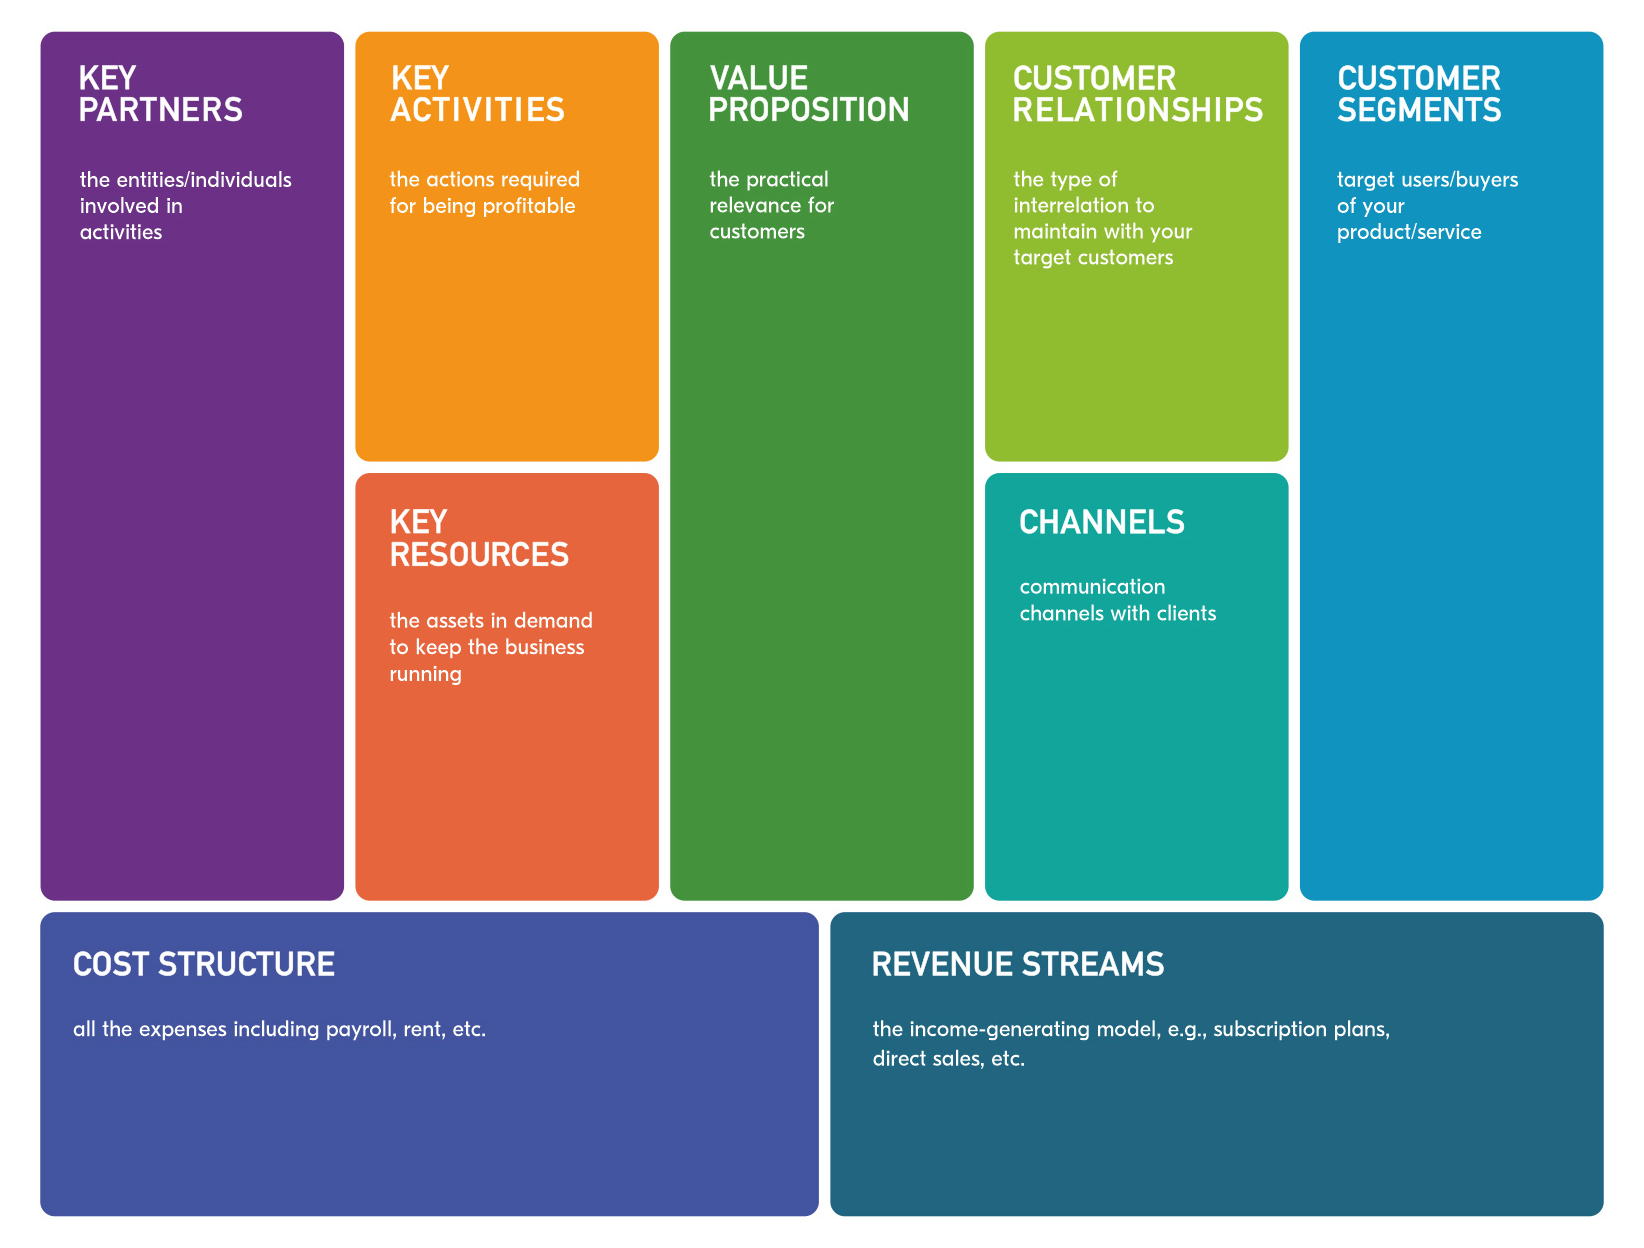 KEY
PARTNERS
the entities/individuals
involved in
activities
KEY
ACTIVITIES
the actions required
for being profitable
KEY
RESOURCES
the assets in demand
to keep the business
running
VALUE
PROPOSITION
the practical
relevance for
customers
CUSTOMER
RELATIONSHIPS
the type of
interrelation to
maintain with your
target customers
CHANNELS
communication
channels with clients
CUSTOMER
SEGMENTS
target users/buyers
of your
product/service
COST STRUCTURE
all the expenses including payroll, rent, etc.
REVENUE STREAMS
the income-generating model, e.g., subscription plans,
direct sales, etc.